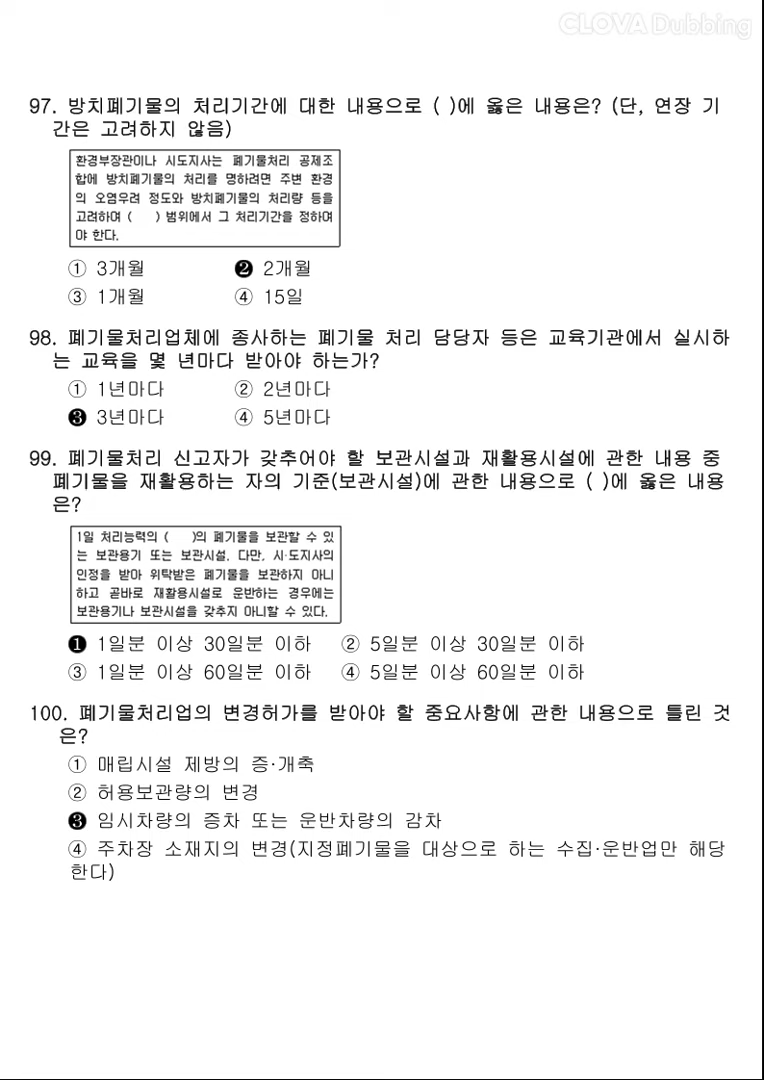 CLOVA Dubbing
97. 방치폐기물의 처리기간에 대한 내용으로 ( )에 옳은 내용은? (단, 연장 기
간은 고려하지 않음)
환경부장관이나 시도지사는 폐기물처리 공제조
합에 방치폐기물의 처리를 명하려면 주변 환경
의 오염우려 정도와 방치폐기물의 처리량 등을
고려하여 ( ) 범위에서 그 처리기간을 정하여
야 한다.
① 3개월 ❷ 2개월
③ 1개월 ④ 15일
98. 폐기물처리업체에 종사하는 폐기물 처리 담당자 등은 교육기관에서 실시하
는 교육을 몇 년마다 받아야 하는가?
① 1년마다 ② 2년마다
❸ 3년마다 ④ 5년마다
99. 폐기물처리 신고자가 갖추어야 할 보관시설과 재활용시설에 관한 내용 중
폐기물을 재활용하는 자의 기준(보관시설)에 관한 내용으로 ( )에 옳은 내용
은?
1일 처리능력의 ( )의 폐기물을 보관할 수 있
는 보관용기 또는 보관시설. 다만, 시·도지사의
인정을 받아 위탁받은 폐기물을 보관하지 아니
하고 곧바로 재활용시설로 운반하는 경우에는
보관용기나 보관시설을 갖추지 아니할 수 있다.
❶ 1일분 이상 30일분 이하 ② 5일분 이상 30일분 이하
③ 1일분 이상 60일분 이하 ④ 5일분 이상 60일분 이하
100. 폐기물처리업의 변경허가를 받아야 할 중요사항에 관한 내용으로 틀린 것
은?
① 매립시설 제방의 증·개축
② 허용보관량의 변경
❸ 임시차량의 증차 또는 운반차량의 감차
④ 주차장 소재지의 변경(지정폐기물을 대상으로 하는 수집·운반업만 해당
한다)